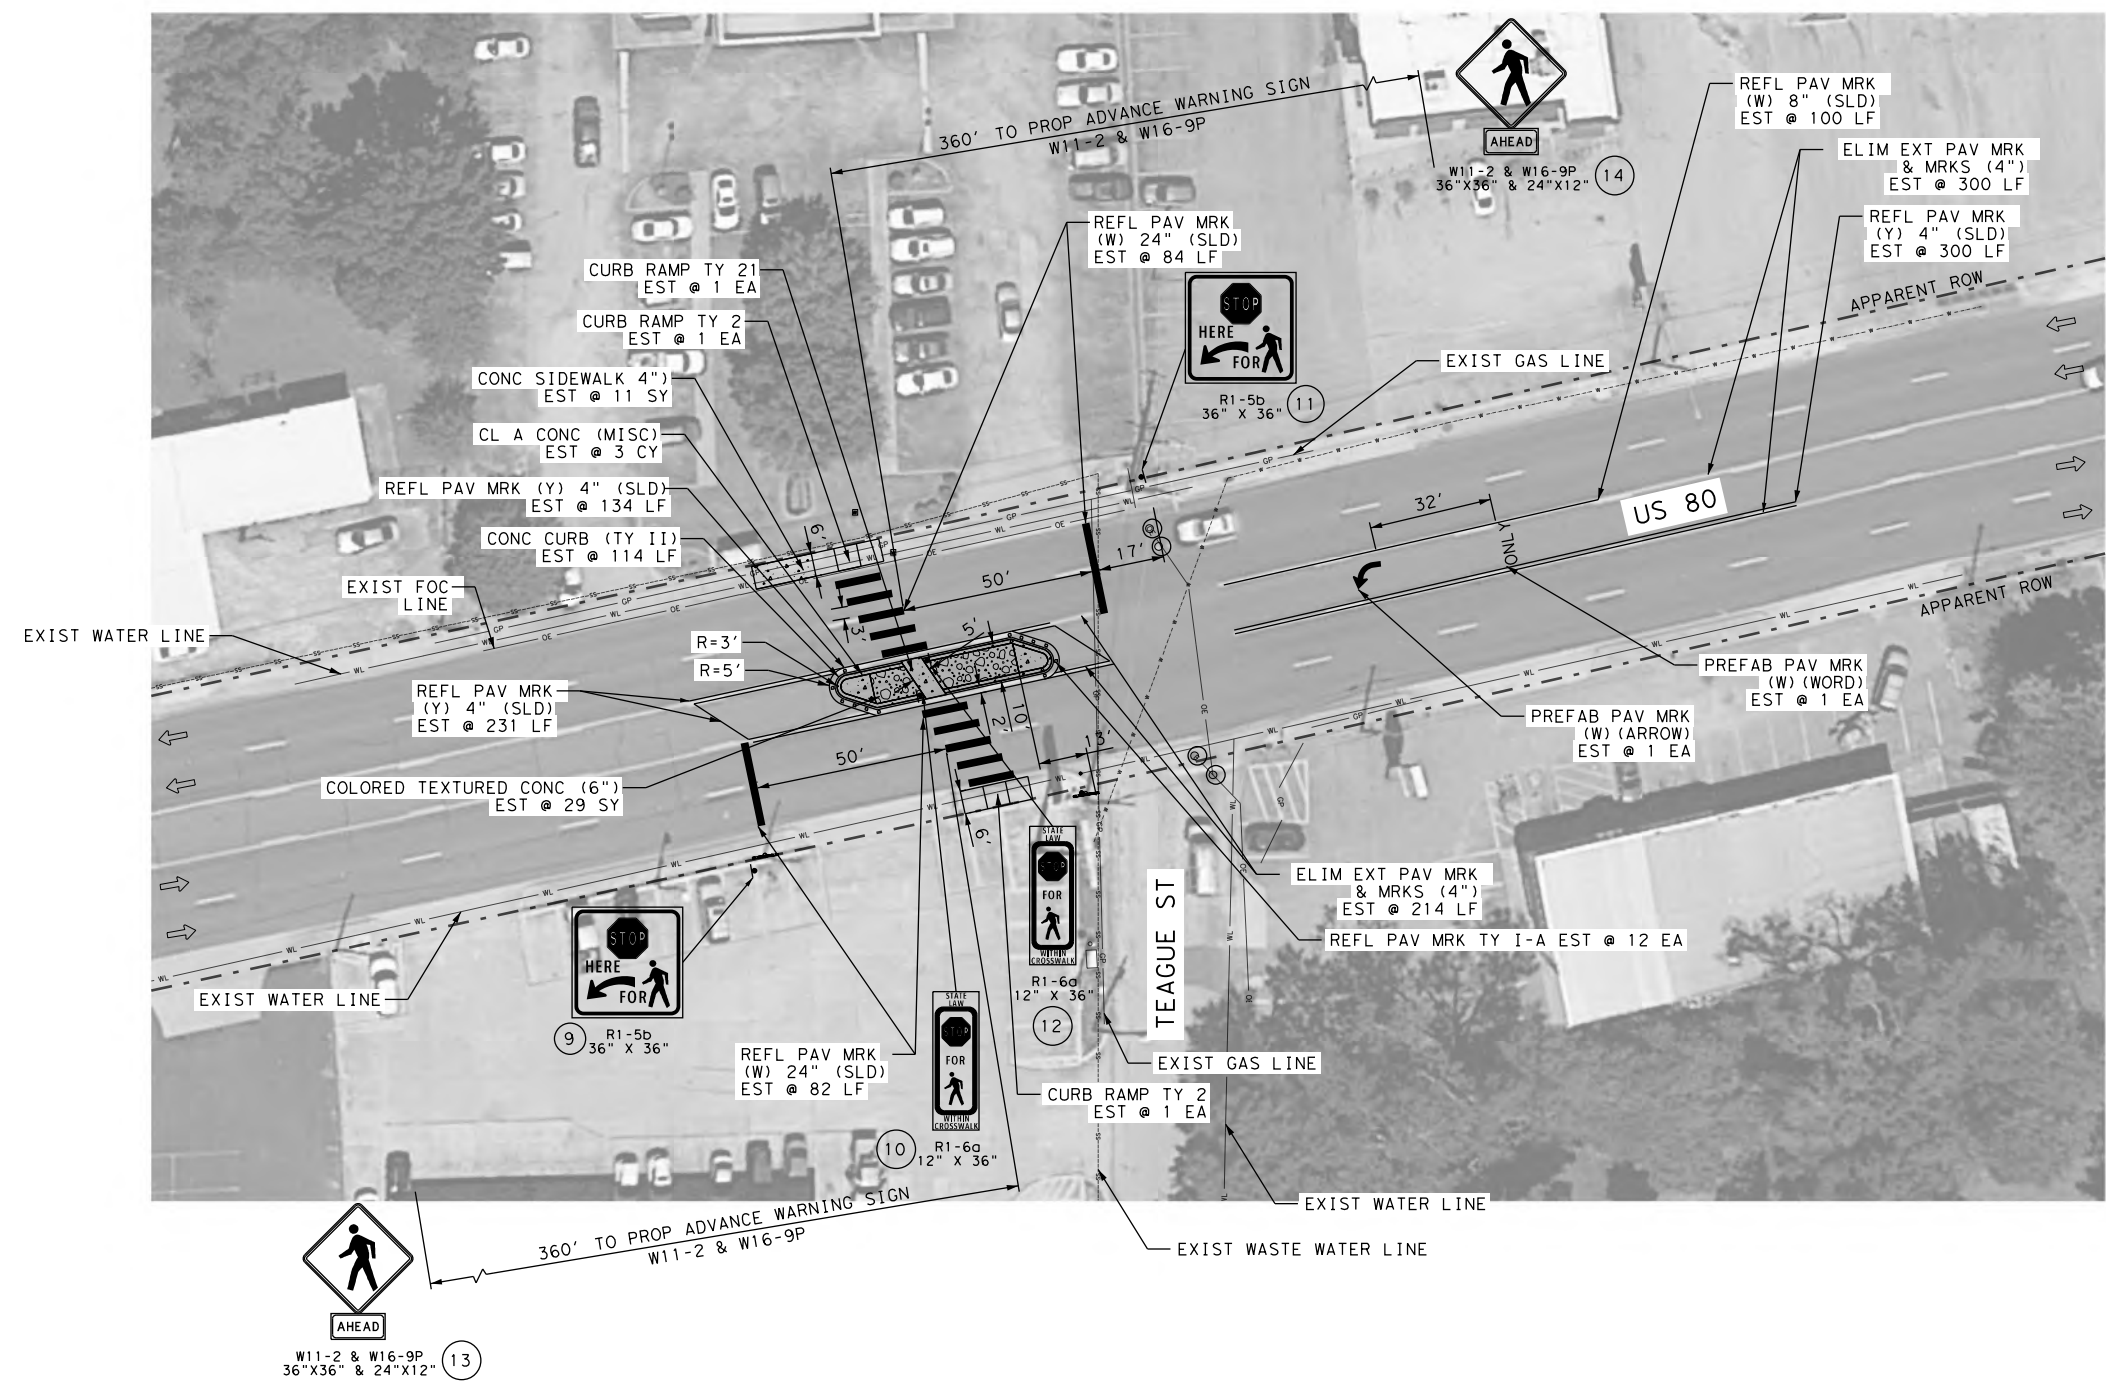 360' TO PROP ADVANCE WARNING SIGN
W11-2 & W16-9P
AHEAD
W11-2 & W16-9P
36"X36" & 24"X12"
14
REFL PAV MRK
(W) 8" (SLD)
EST @ 100 LF
ELIM EXT PAV MRK
& MRKS (4")
EST @ 300 LF
REFL PAV MRK
(Y) 4" (SLD)
EST @ 300 LF
REFL PAV MRK
(W) 24" (SLD)
EST @ 84 LF
CURB RAMP TY 21
EST @ 1 EA
CURB RAMP TY 2
EST @ 1 EA
CONC SIDEWALK 4")
EST @ 11 SY
CL A CONC (MISC)
EST @ 3 CY
REFL PAV MRK (Y) 4" (SLD)
EST @ 134 LF
CONC CURB (TY II)
EST @ 114 LF
EXIST FOC
LINE
EXIST WATER LINE
STOP
HERE
FOR
R1-5b
36" X 36"
11
EXIST GAS LINE
APPARENT ROW
US 80
32'
ONLY
17'
50'
6'
3'
5'
R=3'
R=5'
10'
2'
13'
50'
6'
APPARENT ROW
REFL PAV MRK
(Y) 4" (SLD)
EST @ 231 LF
COLORED TEXTURED CONC (6")
EST @ 29 SY
PREFAB PAV MRK
(W)(WORD)
EST @ 1 EA
PREFAB PAV MRK
(W)(ARROW)
EST @ 1 EA
ELIM EXT PAV MRK
& MRKS (4")
EST @ 214 LF
REFL PAV MRK TY I-A EST @ 12 EA
STATE
LAW
STOP
FOR
WITHIN
CROSSWALK
R1-6a
12" X 36"
12
TEAGUE ST
STOP
HERE
FOR
9
R1-5b
36" X 36"
EXIST WATER LINE
STATE
LAW
STOP
FOR
WITHIN
CROSSWALK
10
R1-6a
12" X 36"
REFL PAV MRK
(W) 24" (SLD)
EST @ 82 LF
EXIST GAS LINE
CURB RAMP TY 2
EST @ 1 EA
EXIST WATER LINE
EXIST WASTE WATER LINE
360' TO PROP ADVANCE WARNING SIGN
W11-2 & W16-9P
AHEAD
W11-2 & W16-9P
36"X36" & 24"X12"
13